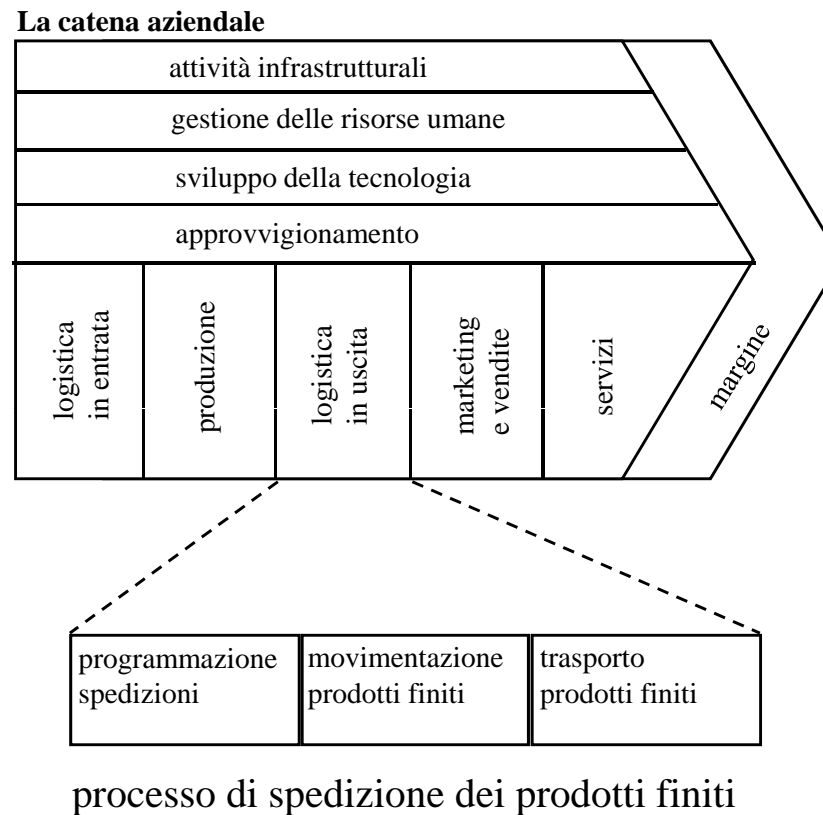 La catena aziendale
attività infrastrutturali
gestione delle risorse umane
sviluppo della tecnologia
approvvigionamento
logistica
in entrata
produzione
logistica
in uscita
marketing
e vendite
servizi
margine
programmazione
spedizioni
movimentazione
prodotti finiti
trasporto
prodotti finiti
processo di spedizione dei prodotti finiti